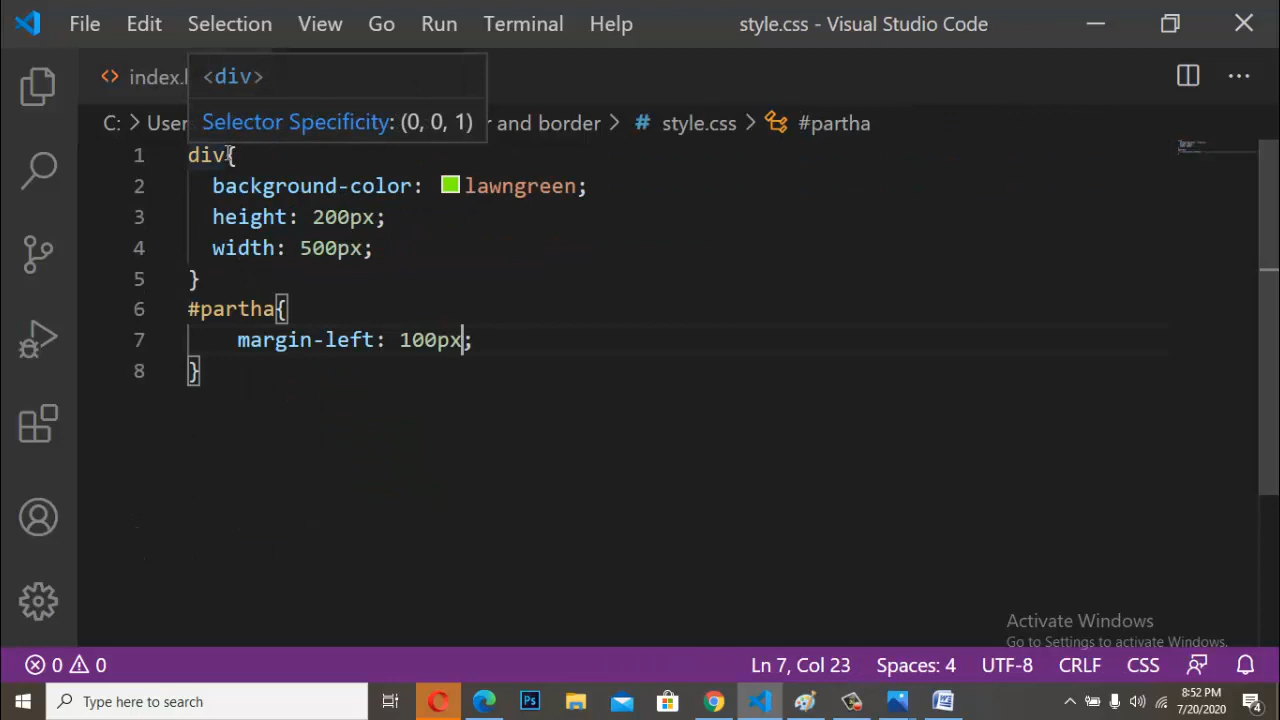 File Edit Selection View Go Run Terminal Help style.css - Visual Studio Code
<> index.
<div>
Selector Specificity: (0, 0, 1)
C: > User and border > # style.css > #partha
1 div{
2 background-color: lawngreen;
3 height: 200px;
4 width: 500px;
5 }
6 #partha{
7 margin-left: 100px;
8 }
Activate Windows
Go to Settings to activate Windows.
0 0 Ln 7, Col 23 Spaces: 4 UTF-8 CRLF CSS
Type here to search
8:52 PM
7/20/2020
4